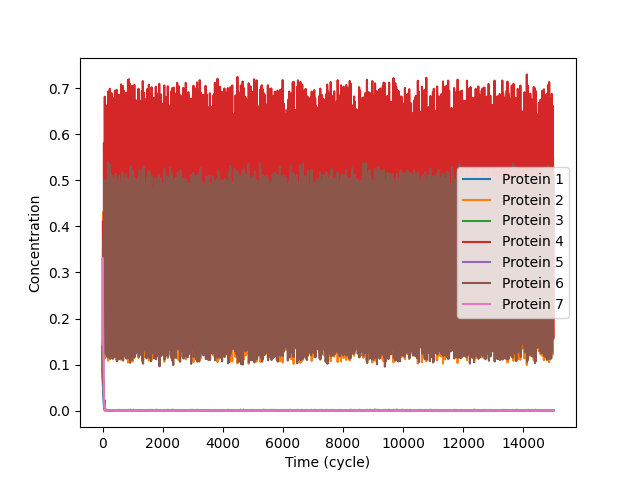 0.7
0.6
0.5
0.4
0.3
0.2
0.1
0.0
Concentration
Protein 1
Protein 2
Protein 3
Protein 4
Protein 5
Protein 6
Protein 7
0 2000 4000 6000 8000 10000 12000 14000
Time (cycle)